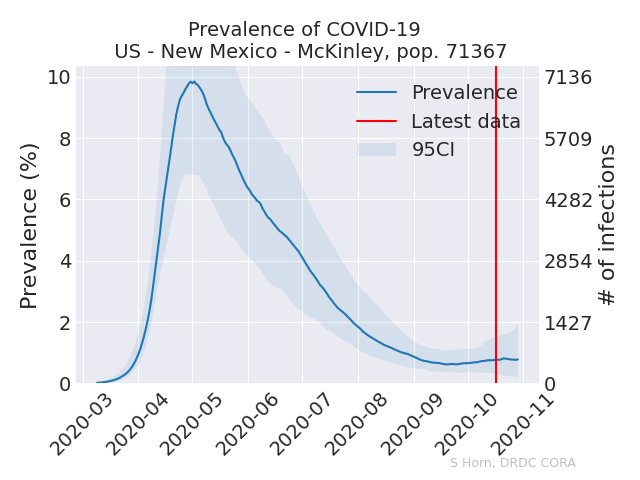 Prevalence of COVID-19
US - New Mexico - McKinley, pop. 71367
Prevalence (%)
10
8
6
4
2
0
7136
5709
4282
2854
1427
0
# of infections
Prevalence
Latest data
95CI
2020-03
2020-04
2020-05
2020-06
2020-07
2020-08
2020-09
2020-10
2020-11
S Horn, DRDC CORA